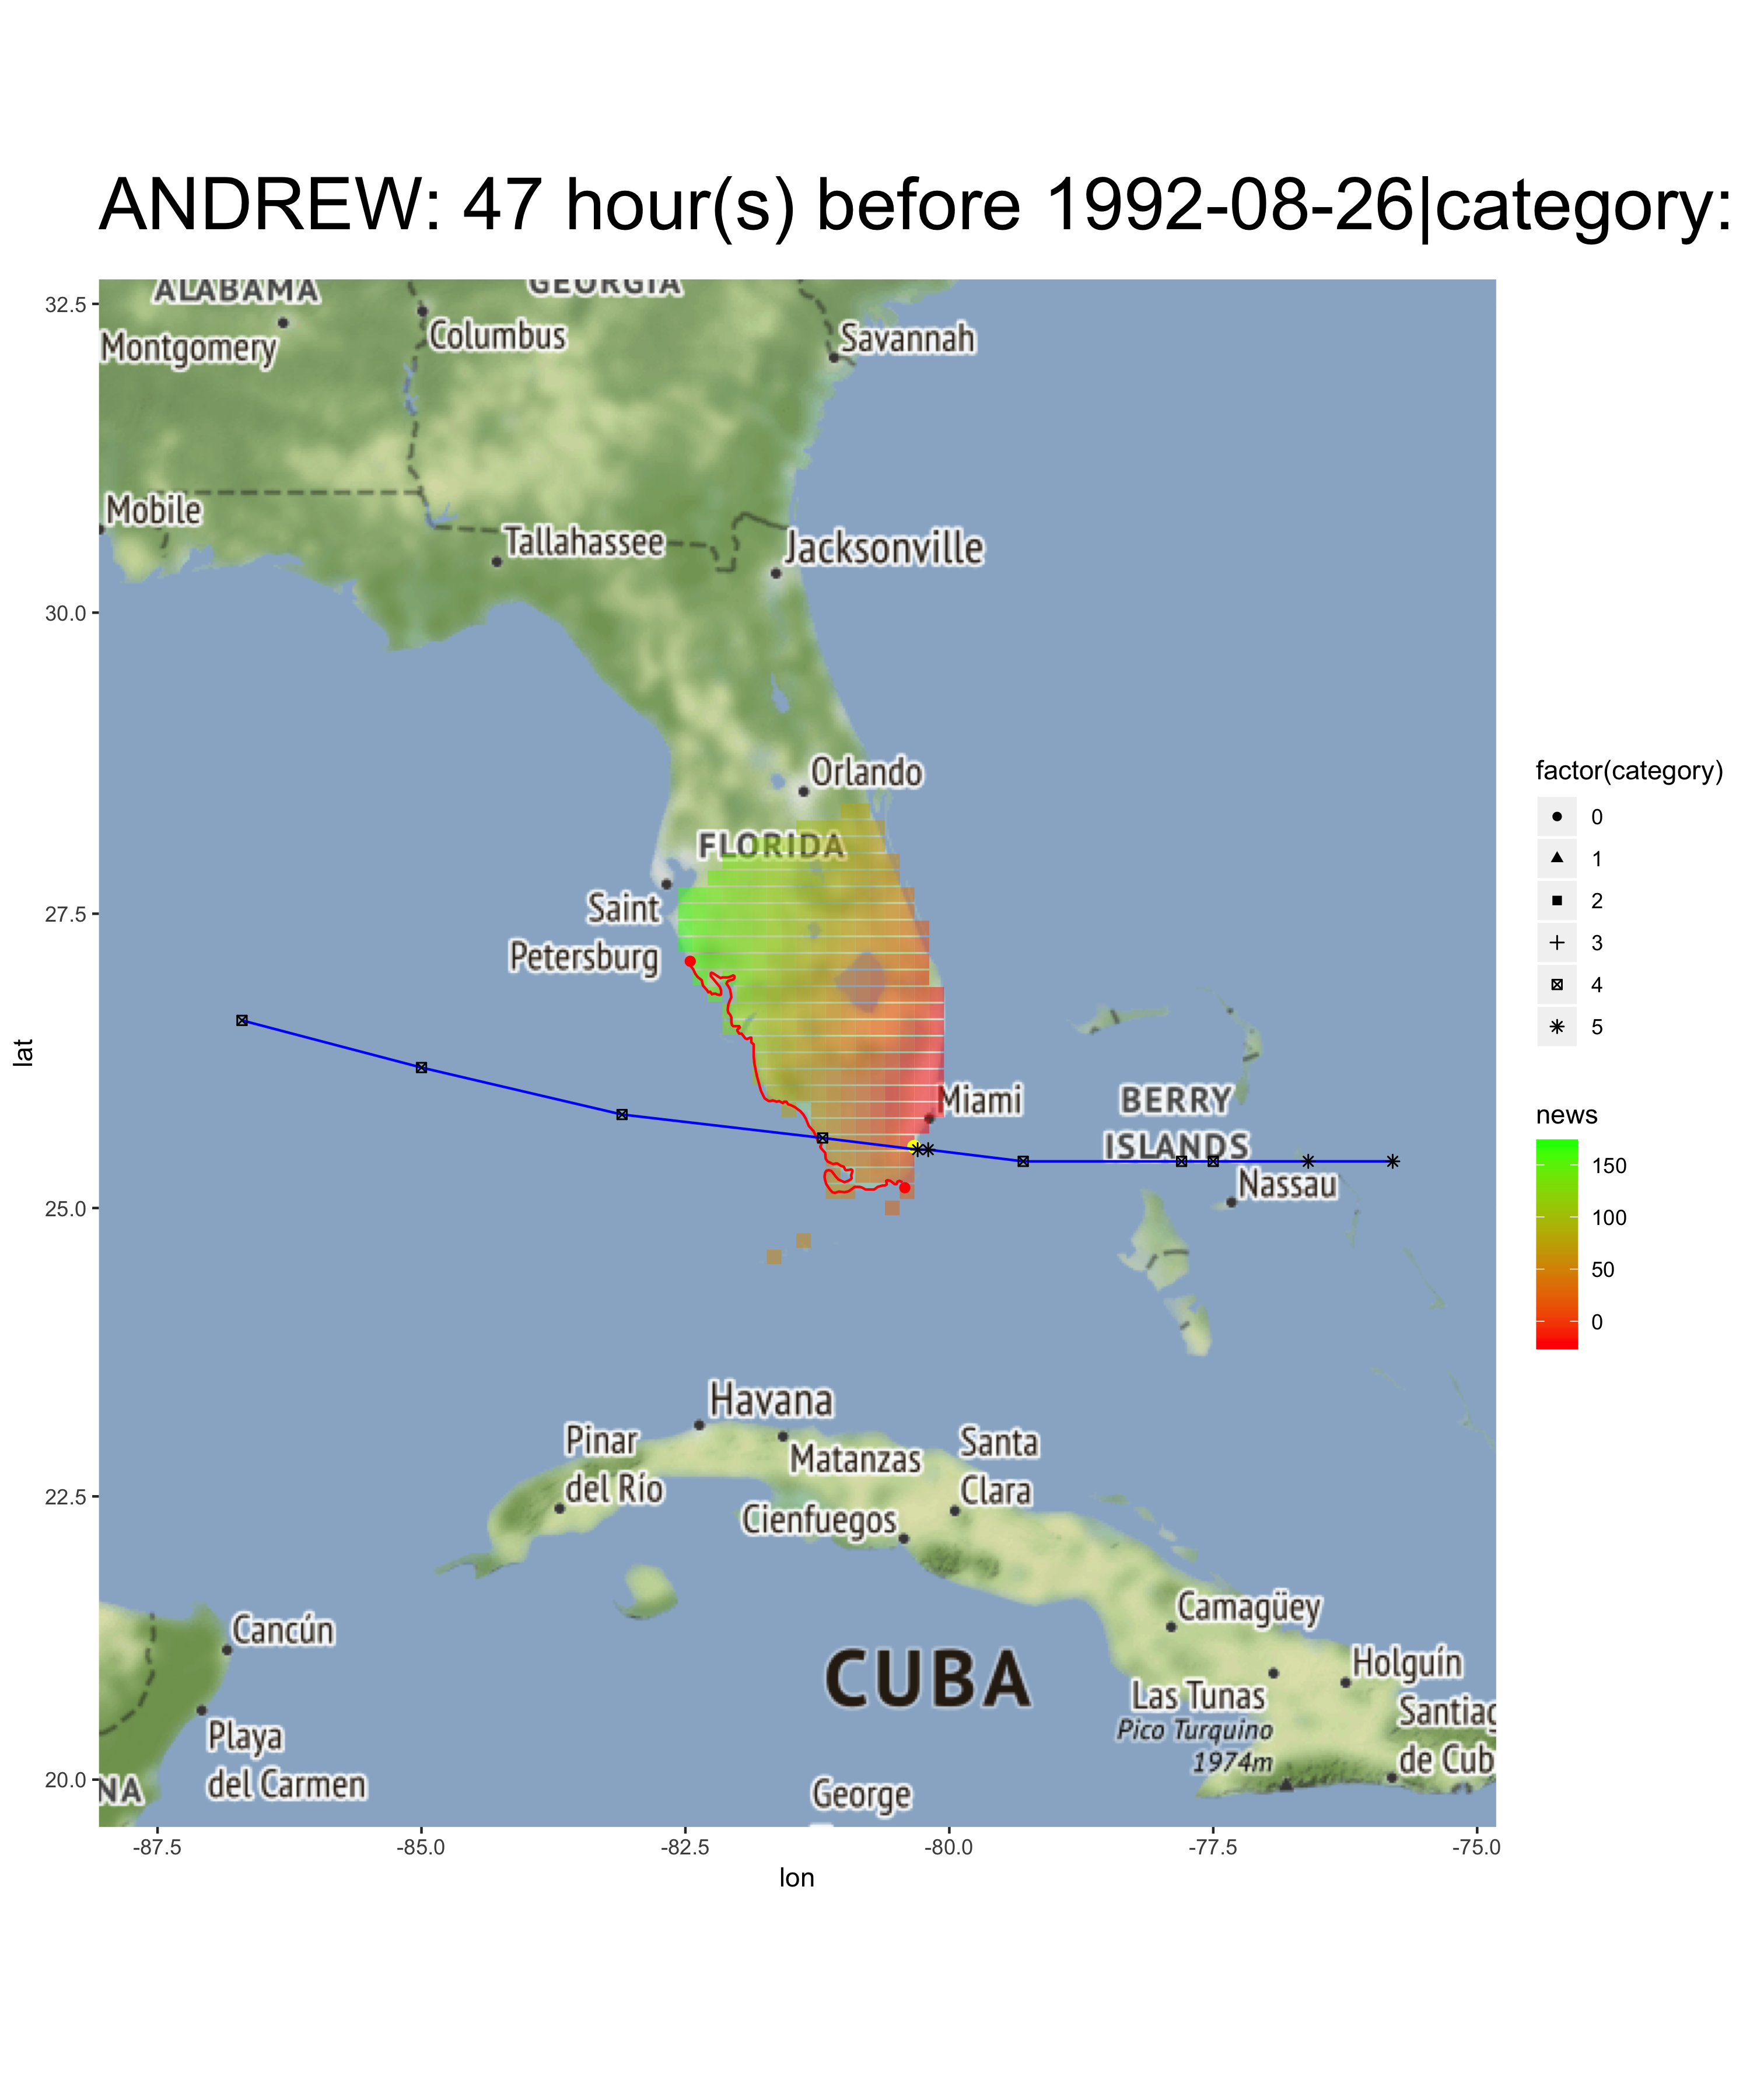 ANDREW: 47 hour(s) before 1992-08-26|category:
ALABAMA
GEORGIA
Montgomery
Columbus
Savannah
Mobile
Tallahassee
Jacksonville
Orlando
FLORIDA
Saint
Petersburg
Miami
BERRY
ISLANDS
Nassau
Havana
Pinar
del Río
Matanzas
Santa
Clara
Cienfuegos
Camagüey
Cancún
CUBA
Holguín
Las Tunas
Pico Turquino
1974m
Santiag
de Cub
Playa
del Carmen
NA
George
32.5
30.0
27.5
25.0
22.5
20.0
lat
-87.5
-85.0
-82.5
-80.0
-77.5
-75.0
lon
factor(category)
0
1
2
3
4
5
news
150
100
50
0